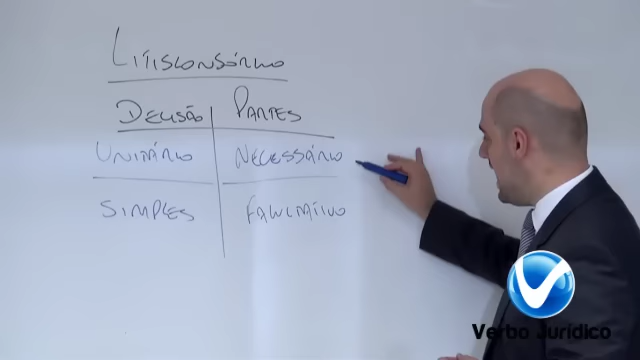 LITISCONSÓRCIO
DECISÃO PARTES
UNITÁRIO NECESSÁRIO
SIMPLES FACULTATIVO
Verbo Jurídico